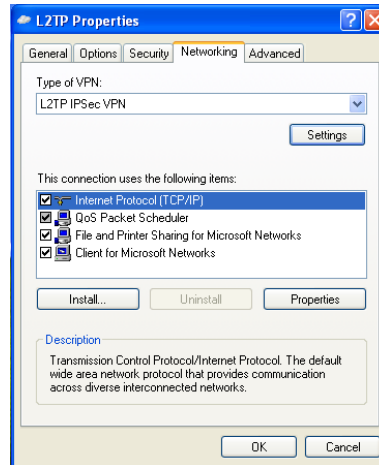 L2TP Properties
General Options Security Networking Advanced
Type of VPN:
L2TP IPSec VPN
Settings
This connection uses the following items:
Internet Protocol (TCP/IP)
QoS Packet Scheduler
File and Printer Sharing for Microsoft Networks
Client for Microsoft Networks
Install... Uninstall Properties
Description
Transmission Control Protocol/Internet Protocol. The default
wide area network protocol that provides communication
across diverse interconnected networks.
OK Cancel